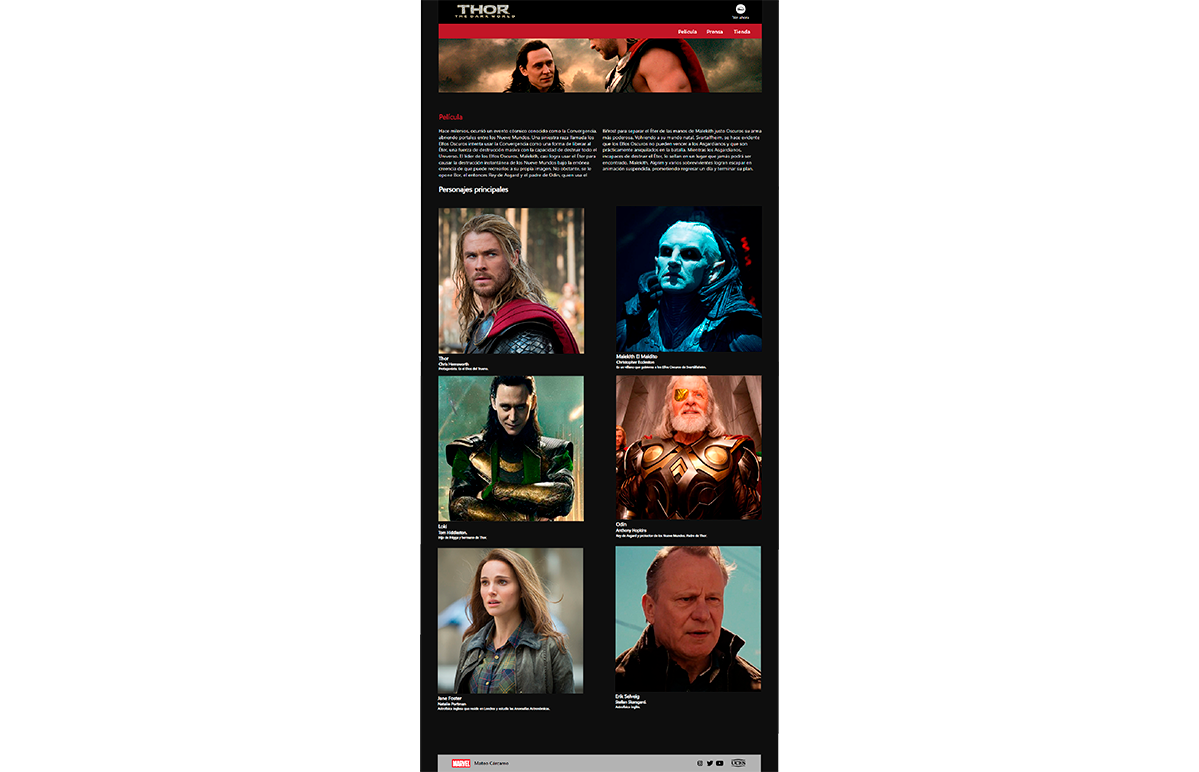 THOR
THE DARK WORLD
Ver ahora
Película Prensa Tienda
Película
Hace milenios, ocurrió un evento cósmico conocido como la Convergencia,
abriendo portales entre los Nueve Mundos. Una siniestra raza llamada los
Elfos Oscuros intenta usar la Convergencia como una forma de liberar al
Éter, una fuerza de destrucción masiva con la capacidad de destruir todo el
Universo. El líder de los Elfos Oscuros, Malekith, casi logra usar el Éter para
causar la destrucción instantánea de los Nueve Mundos bajo la errónea
creencia de que puede recrearlos a su propia imagen. No obstante, se le
opone Bor, el entonces Rey de Asgard y el padre de Odín, quien usa el
Bifrost para separar el Éter de las manos de Malekith justo Oscuros su arma
más poderosa. Volviendo a su mundo natal, Svartalfheim, se hace evidente
que los Elfos Oscuros no pueden vencer a los Asgardianos y que son
prácticamente aniquilados en la batalla. Mientras los Asgardianos,
incapaces de destruir el Éter, lo sellan en un lugar que jamás podrá ser
encontrado, Malekith, Algrim y varios sobrevivientes logran escapar en
animación suspendida, prometiendo regresar un día y terminar su plan.
Personajes principales
Thor
Chris Hemsworth
Protagonista. Es el Dios del Trueno.
Malekith El Maldito
Christopher Eccleston
Es un villano que gobierna a los Elfos Oscuros de Svartálfaheim.
Loki
Tom Hiddleston.
Hijo de Frigga y hermano de Thor.
Odín
Anthony Hopkins
Rey de Asgard y protector de los Nueve Mundos. Padre de Thor.
Jane Foster
Natalie Portman
Astrofísica inglesa que reside en Londres y estudia las Anomalías Astronómicas.
Erik Selvig
Stellan Skarsgard.
Astrofísico inglés.
MARVEL Mateo Cárcamo